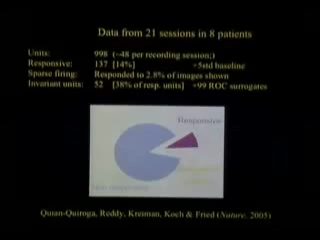 Data from 21 sessions in 8 patients
Units: 998 (~48 per recording session;)
Responsive: 137 [14%] +5std baseline
Sparse firing: Responded to 2.8% of images shown
Invariant units: 52 [38% of resp. units] +99 ROC surrogates
Responsive
Non responsive
Quian-Quiroga, Reddy, Kreiman, Koch & Fried (Nature, 2005)